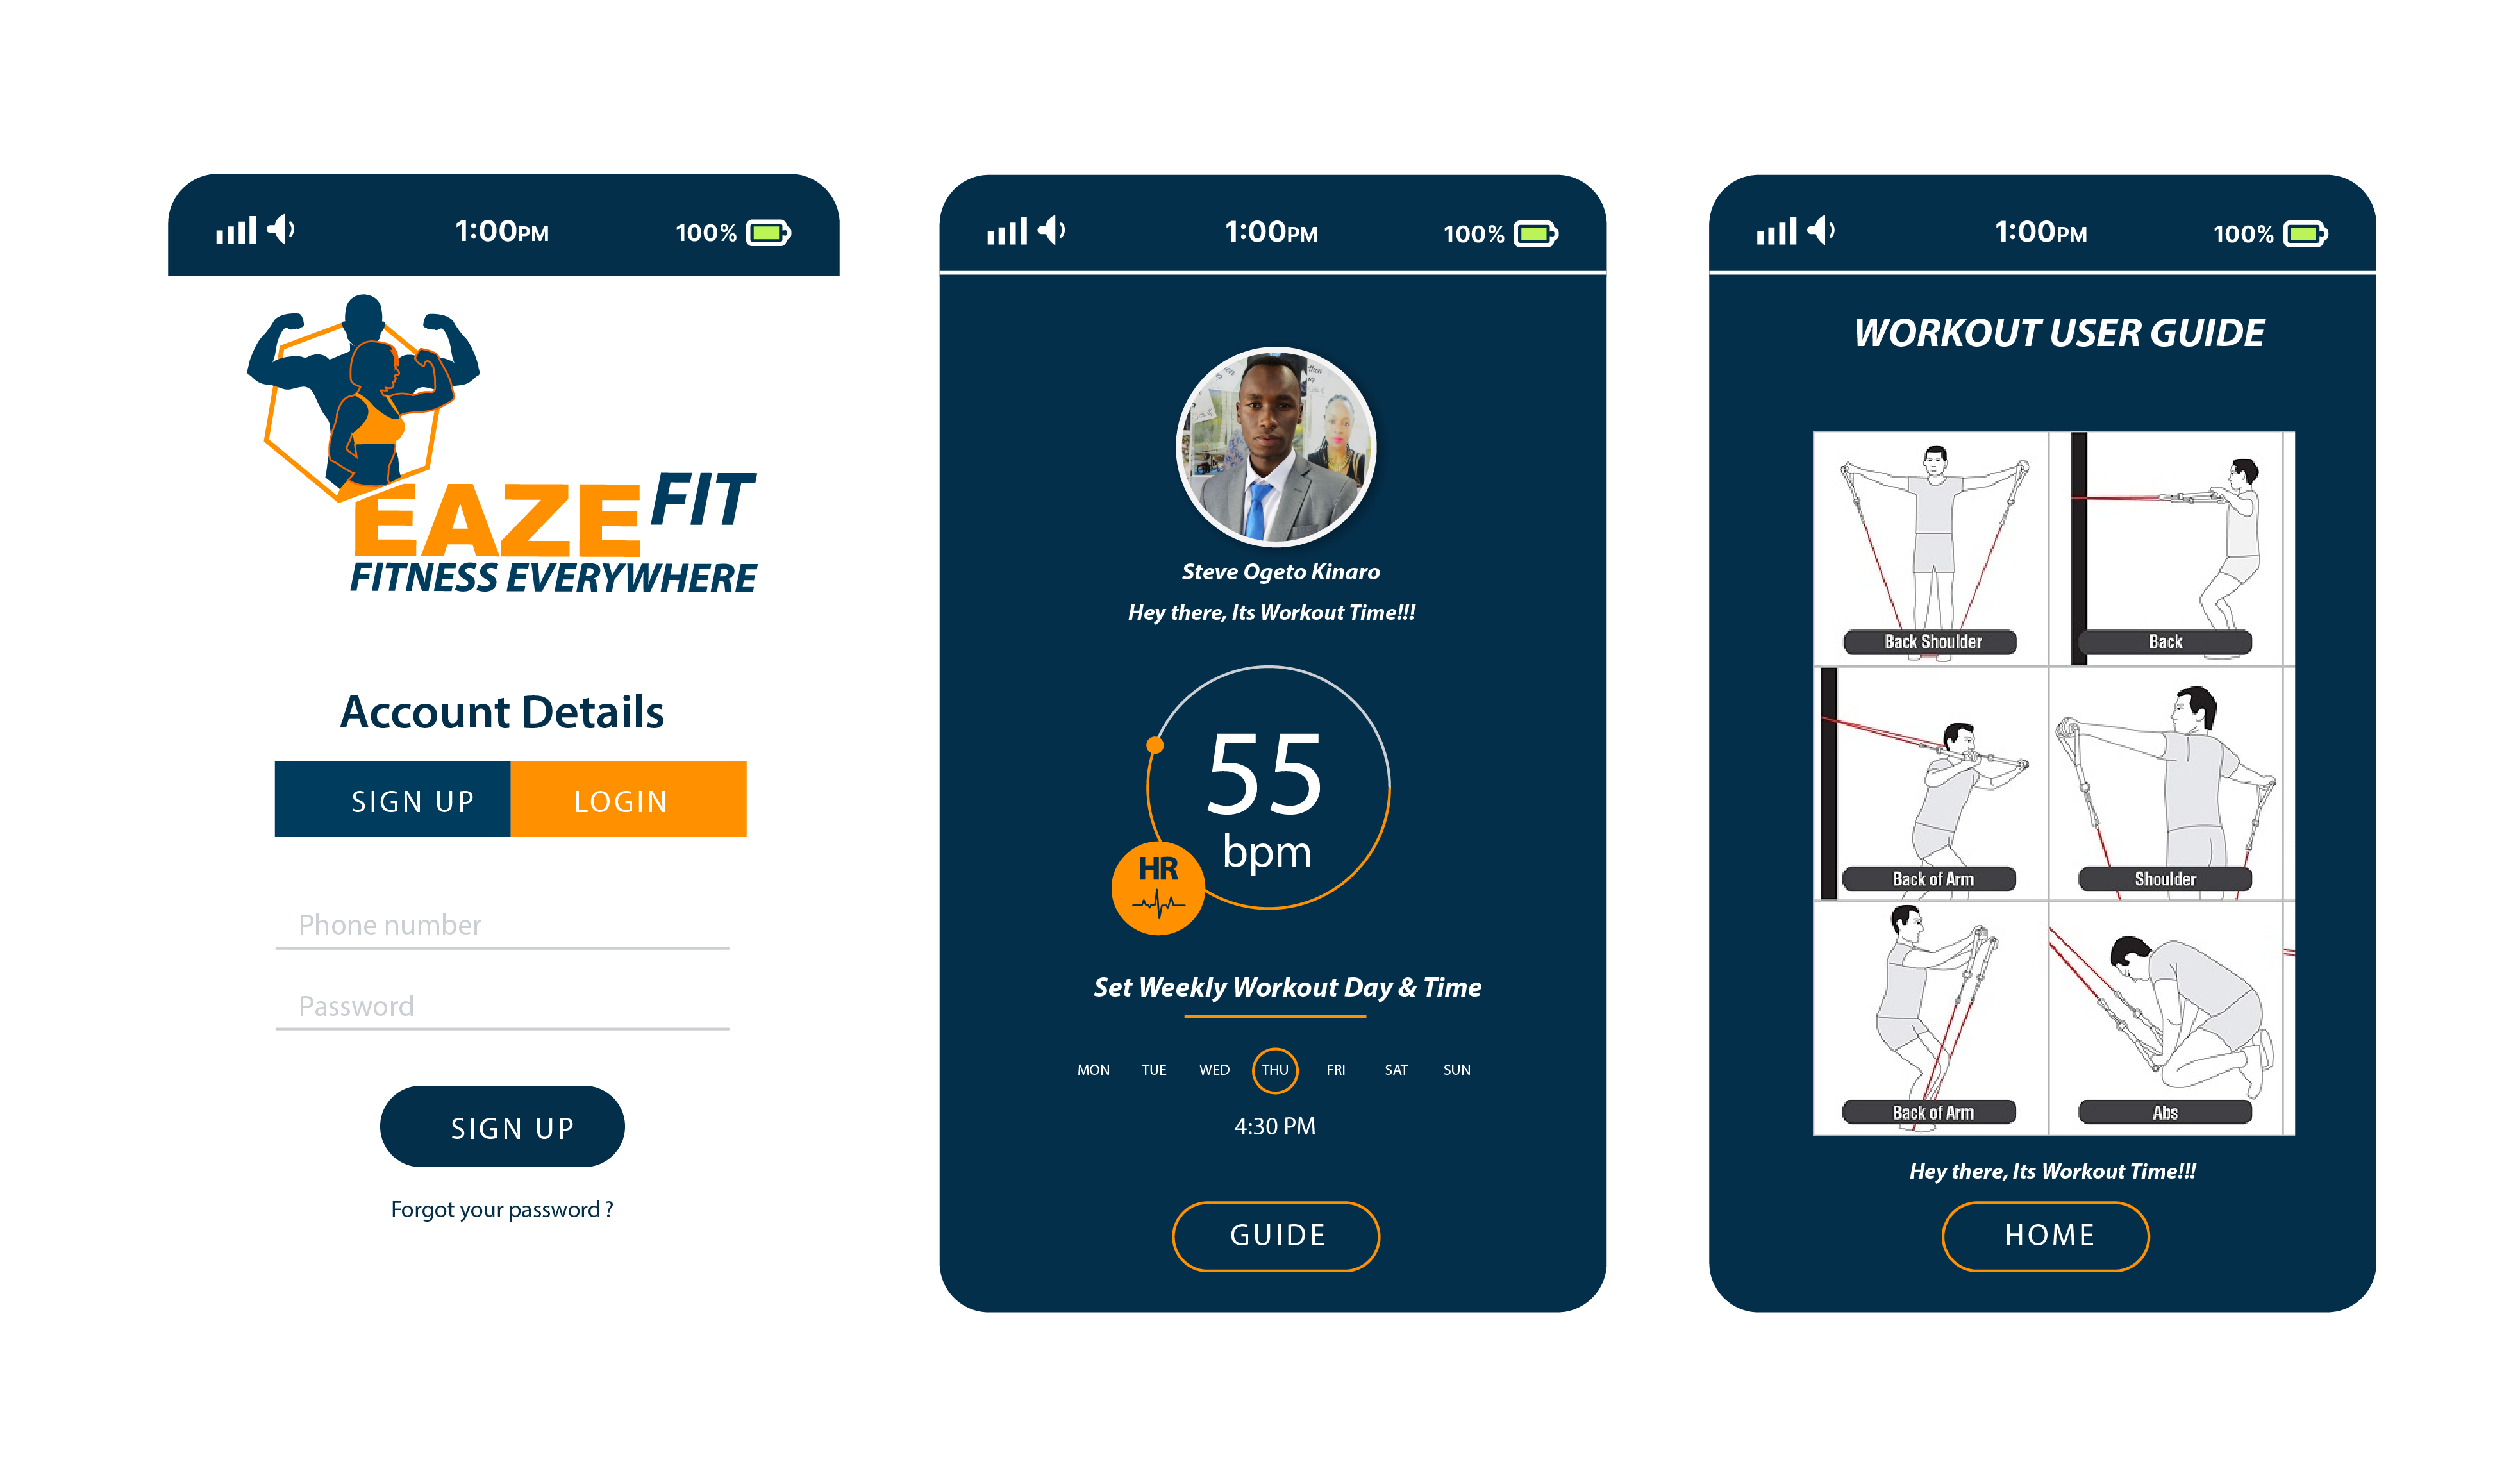 1:00PM
100%
EAZE FIT
FITNESS EVERYWHERE
Account Details
SIGN UP
LOGIN
Phone number
Password
SIGN UP
Forgot your password ?
1:00PM
100%
then
Steve Ogeto Kinaro
Hey there, Its Workout Time!!!
55
bpm
HR
Set Weekly Workout Day & Time
MON TUE WED THU FRI SAT SUN
4:30 PM
GUIDE
1:00PM
100%
WORKOUT USER GUIDE
Back Shoulder
Back
Back of Arm
Shoulder
Back of Arm
Abs
Hey there, Its Workout Time!!!
HOME